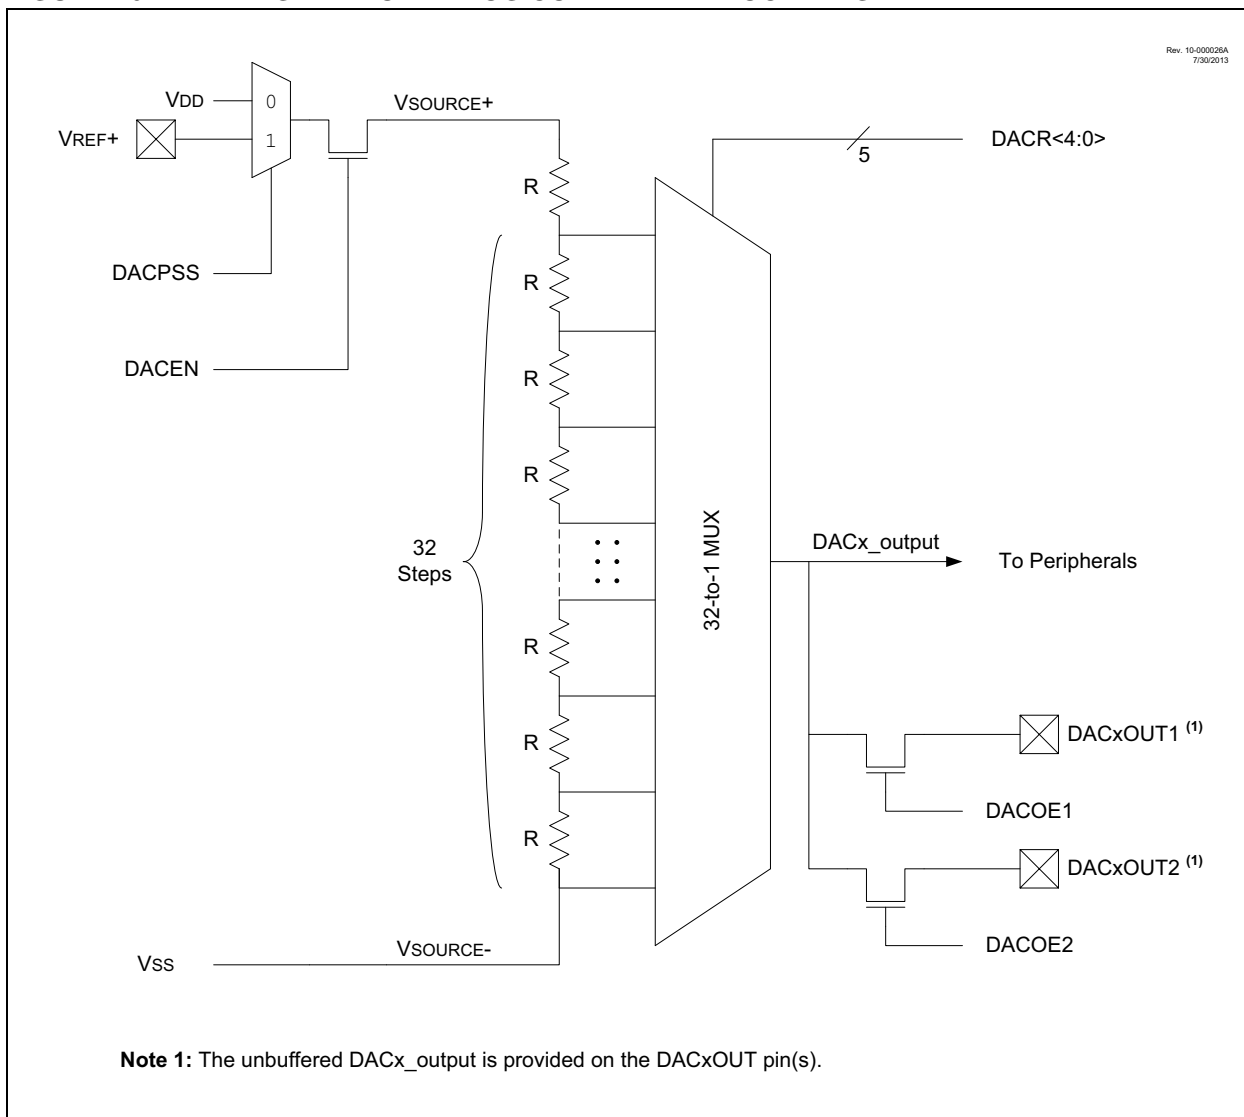 Rev. 10-000026A
7/30/2013
VDD
0
VSOURCE+
VREF+
1
DACR<4:0>
5
R
DACPSS
R
DACEN
R
R
32
Steps
32-to-1 MUX
DACx_output
To Peripherals
R
R
DACxOUT1 (1)
DACOE1
R
DACxOUT2 (1)
DACOE2
VSOURCE-
VSS
Note 1: The unbuffered DACx_output is provided on the DACxOUT pin(s).